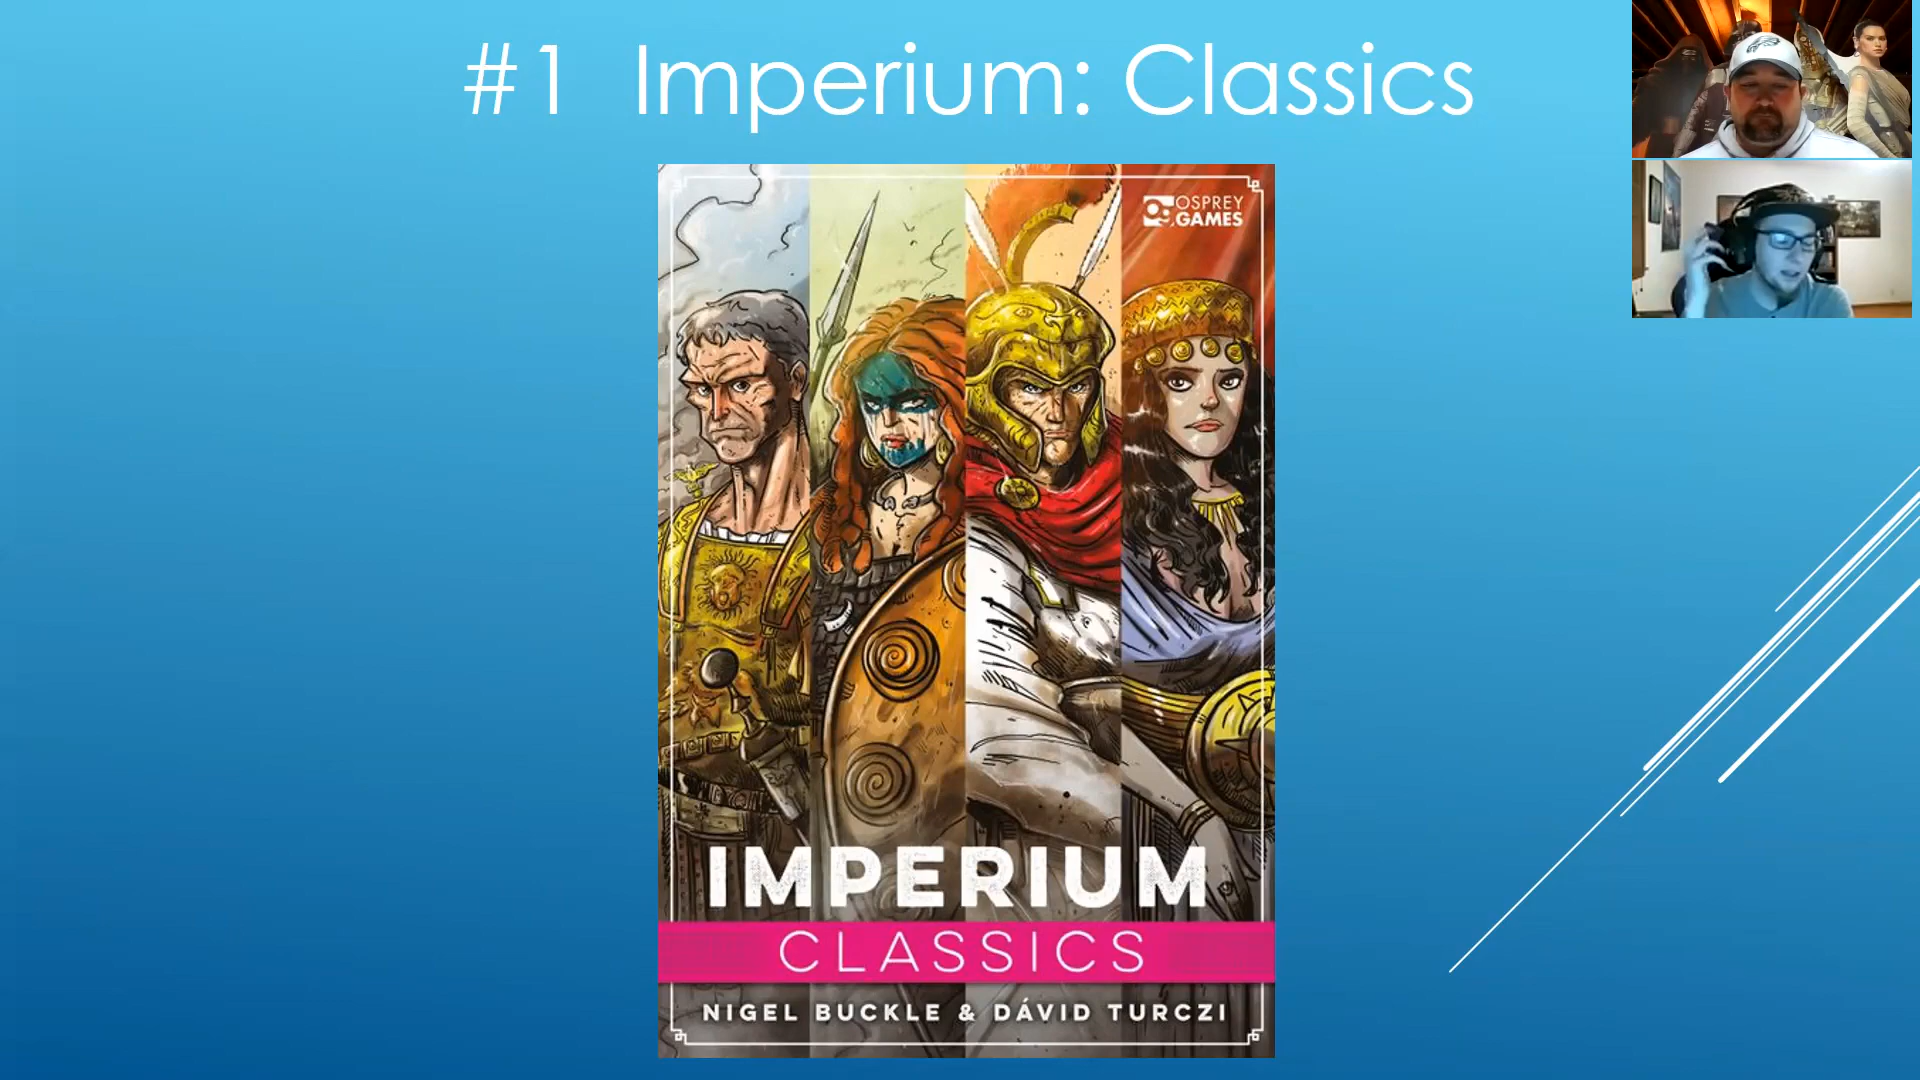 #1 Imperium: Classics
OSPREY
GAMES
IMPERIUM
CLASSICS
NIGEL BUCKLE & DÁVID TURCZI